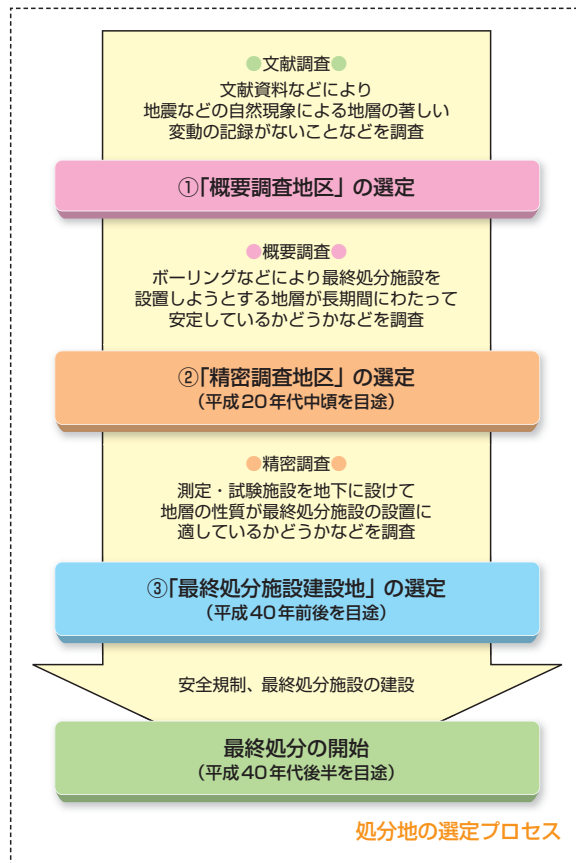 ●文献調査●
文献資料などにより
地震などの自然現象による地層の著しい
変動の記録がないことなどを調査
①「概要調査地区」の選定
●概要調査●
ボーリングなどにより最終処分施設を
設置しようとする地層が長期間にわたって
安定しているかどうかなどを調査
②「精密調査地区」の選定
(平成20年代中頃を目途)
●精密調査●
測定・試験施設を地下に設けて
地層の性質が最終処分施設の設置に
適しているかどうかなどを調査
③「最終処分施設建設地」の選定
(平成40年前後を目途)
安全規制、最終処分施設の建設
最終処分の開始
(平成40年代後半を目途)
処分地の選定プロセス